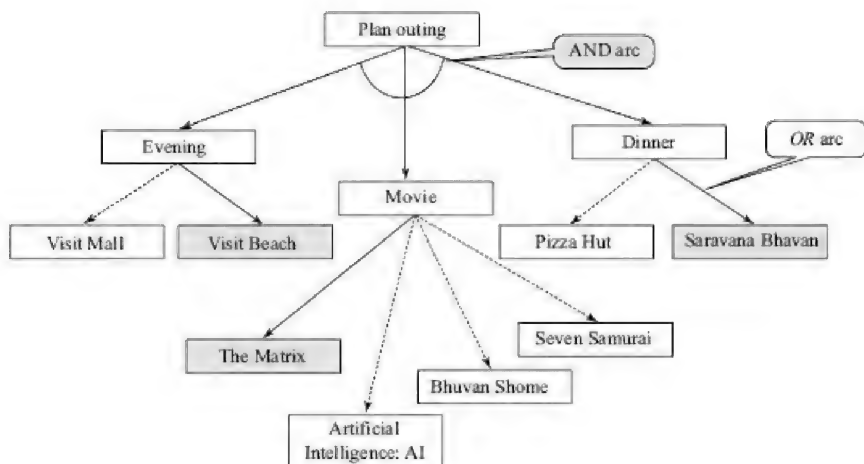 Plan outing
AND arc
Evening
Dinner
OR arc
Movie
Visit Mall
Visit Beach
Pizza Hut
Saravana Bhavan
The Matrix
Seven Samurai
Bhuvan Shome
Artificial
Intelligence: AI